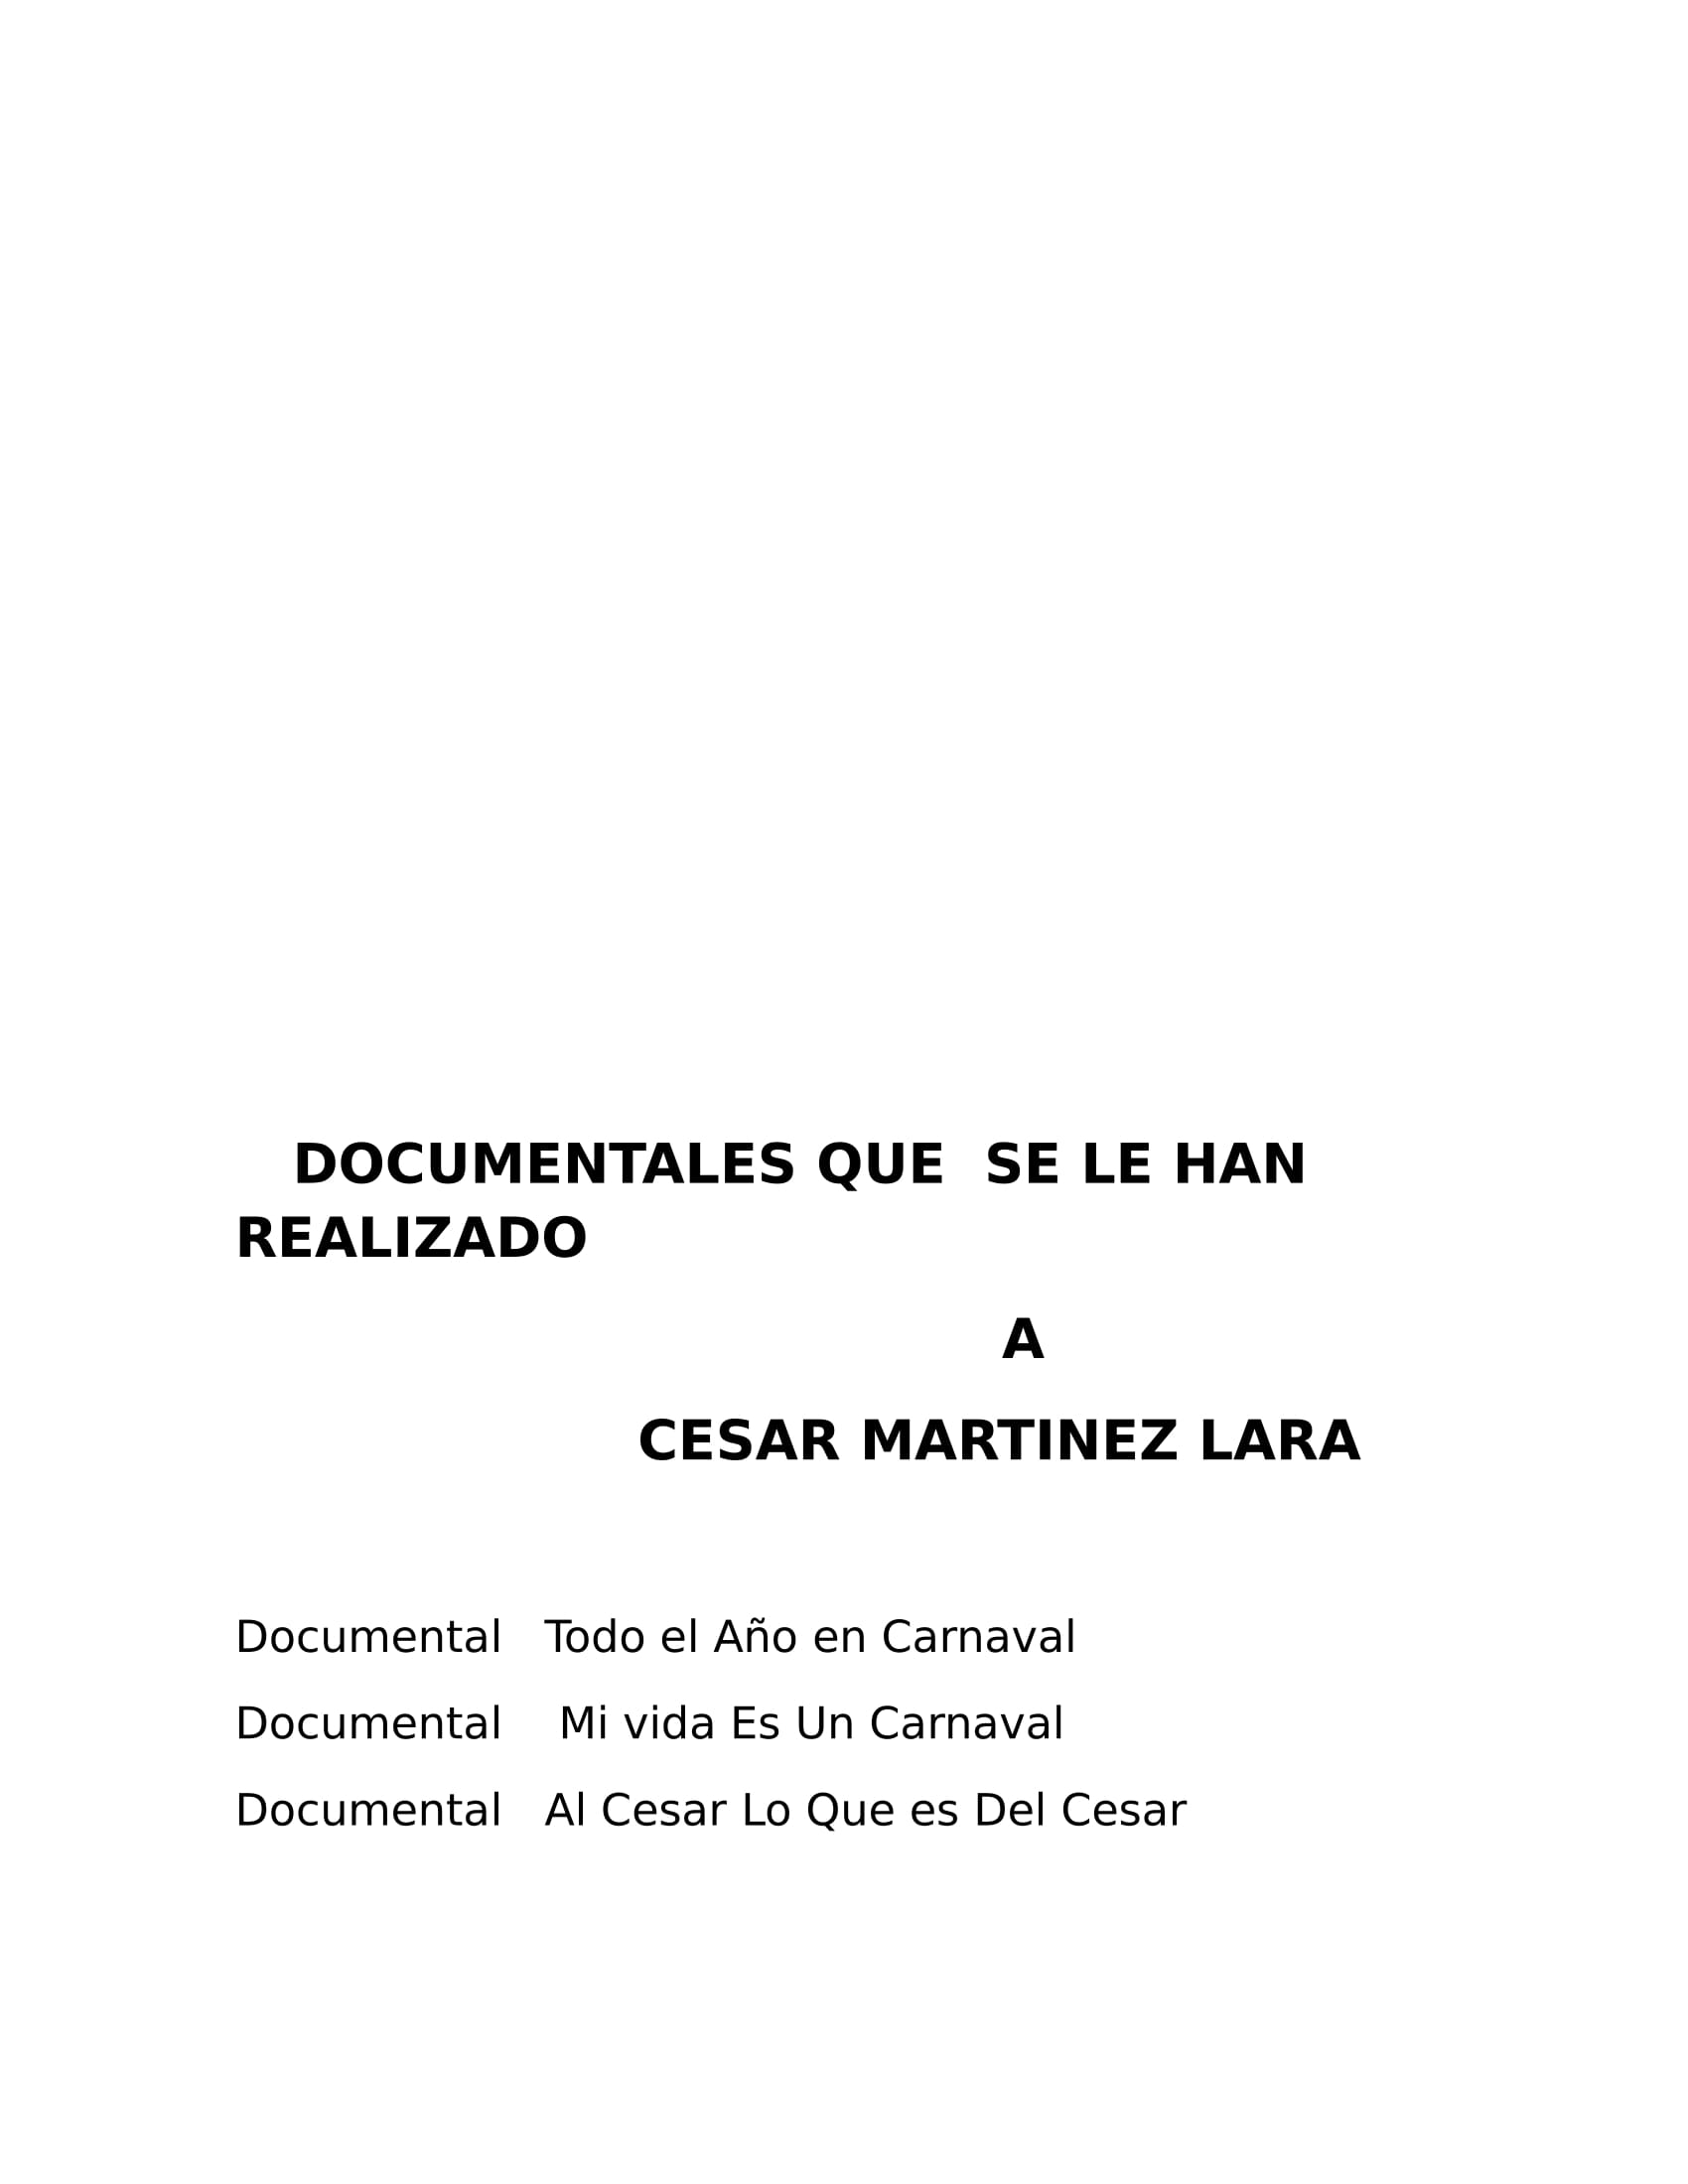 DOCUMENTALES QUE  SE LE HAN
REALIZADO
A
CESAR MARTINEZ LARA
Documental   Todo el Año en Carnaval
Documental    Mi vida Es Un Carnaval
Documental   Al Cesar Lo Que es Del Cesar